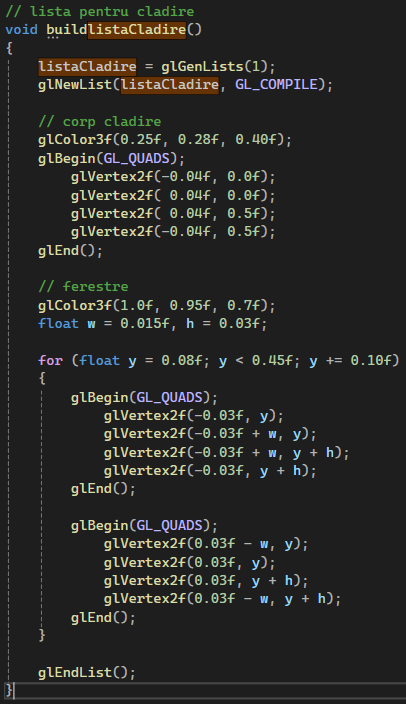 // lista pentru cladire
void buildlistaCladire()
{
    listaCladire = glGenLists(1);
    glNewList(listaCladire, GL_COMPILE);

    // corp cladire
    glColor3f(0.25f, 0.28f, 0.40f);
    glBegin(GL_QUADS);
        glVertex2f(-0.04f, 0.0f);
        glVertex2f( 0.04f, 0.0f);
        glVertex2f( 0.04f, 0.5f);
        glVertex2f(-0.04f, 0.5f);
    glEnd();

    // ferestre
    glColor3f(1.0f, 0.95f, 0.7f);
    float w = 0.015f, h = 0.03f;

    for (float y = 0.08f; y < 0.45f; y += 0.10f)
    {
        glBegin(GL_QUADS);
            glVertex2f(-0.03f, y);
            glVertex2f(-0.03f + w, y);
            glVertex2f(-0.03f + w, y + h);
            glVertex2f(-0.03f, y + h);
        glEnd();

        glBegin(GL_QUADS);
            glVertex2f(0.03f - w, y);
            glVertex2f(0.03f, y);
            glVertex2f(0.03f, y + h);
            glVertex2f(0.03f - w, y + h);
        glEnd();
    }

    glEndList();
}